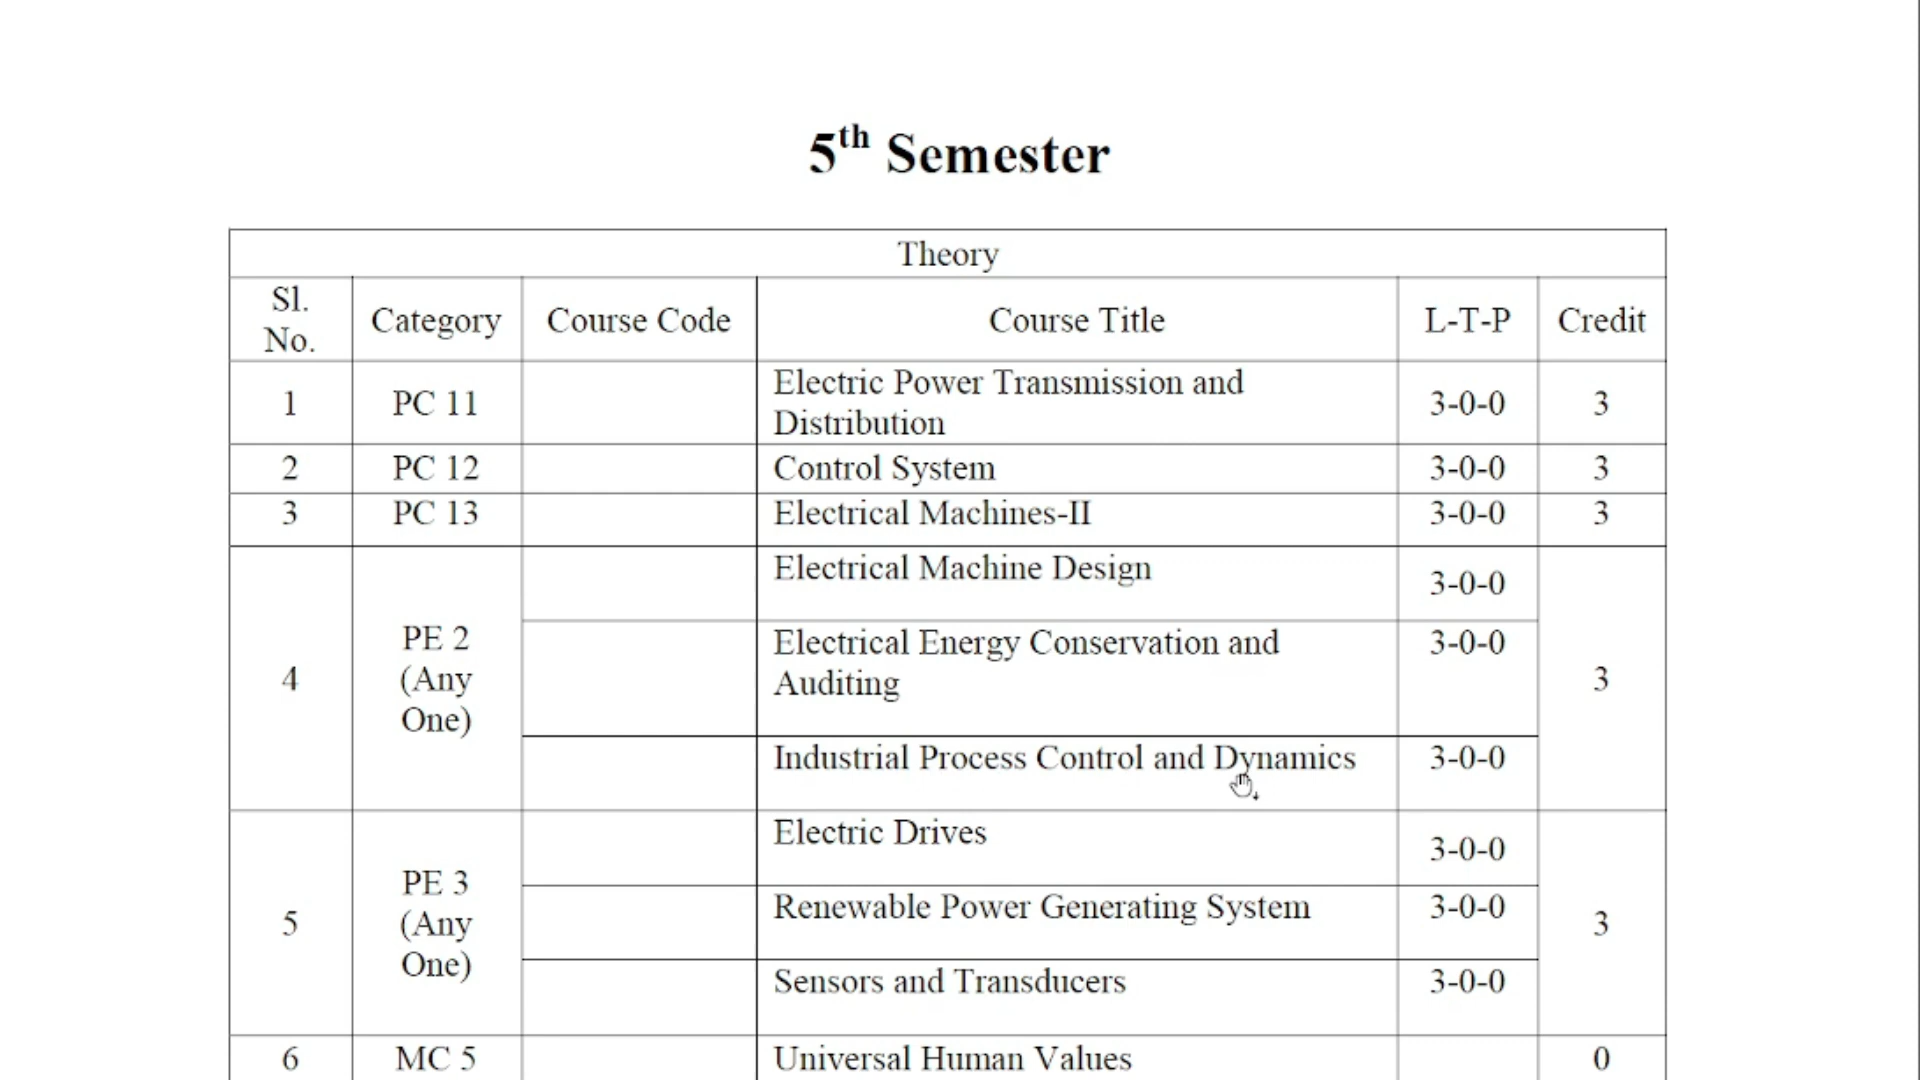 5th Semester
Theory
Sl.
No.
Category
Course Code
Course Title
L-T-P
Credit
1
PC 11
Electric Power Transmission and
Distribution
3-0-0
3
2
PC 12
Control System
3-0-0
3
3
PC 13
Electrical Machines-II
3-0-0
3
4
PE 2
(Any
One)
Electrical Machine Design
3-0-0
Electrical Energy Conservation and
Auditing
3-0-0
Industrial Process Control and Dynamics
3-0-0
3
5
PE 3
(Any
One)
Electric Drives
3-0-0
Renewable Power Generating System
3-0-0
Sensors and Transducers
3-0-0
3
6
MC 5
Universal Human Values
0